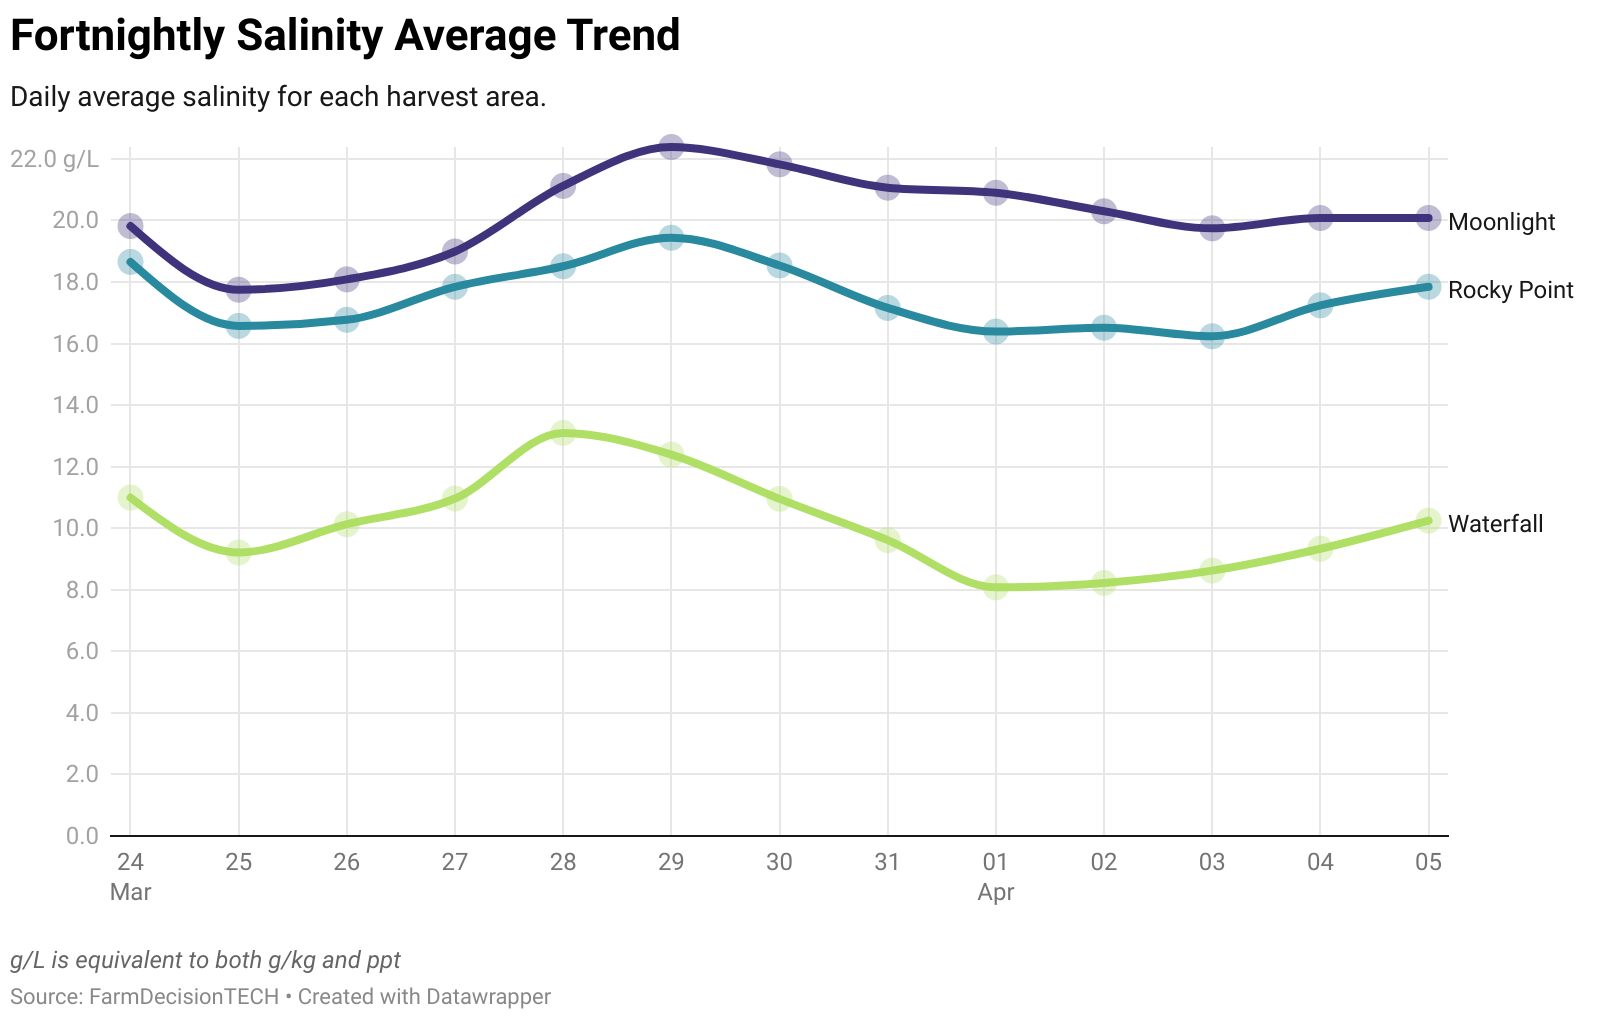 Fortnightly Salinity Average Trend
Daily average salinity for each harvest area.
22.0 g/L
20.0
Moonlight
18.0
Rocky Point
16.0
14.0
12.0
10.0
Waterfall
8.0
6.0
4.0
2.0
0.0
24 25 26 27 28 29 30 31 01 02 03 04 05
Mar Apr
g/L is equivalent to both g/kg and ppt
Source: FarmDecisionTECH • Created with Datawrapper